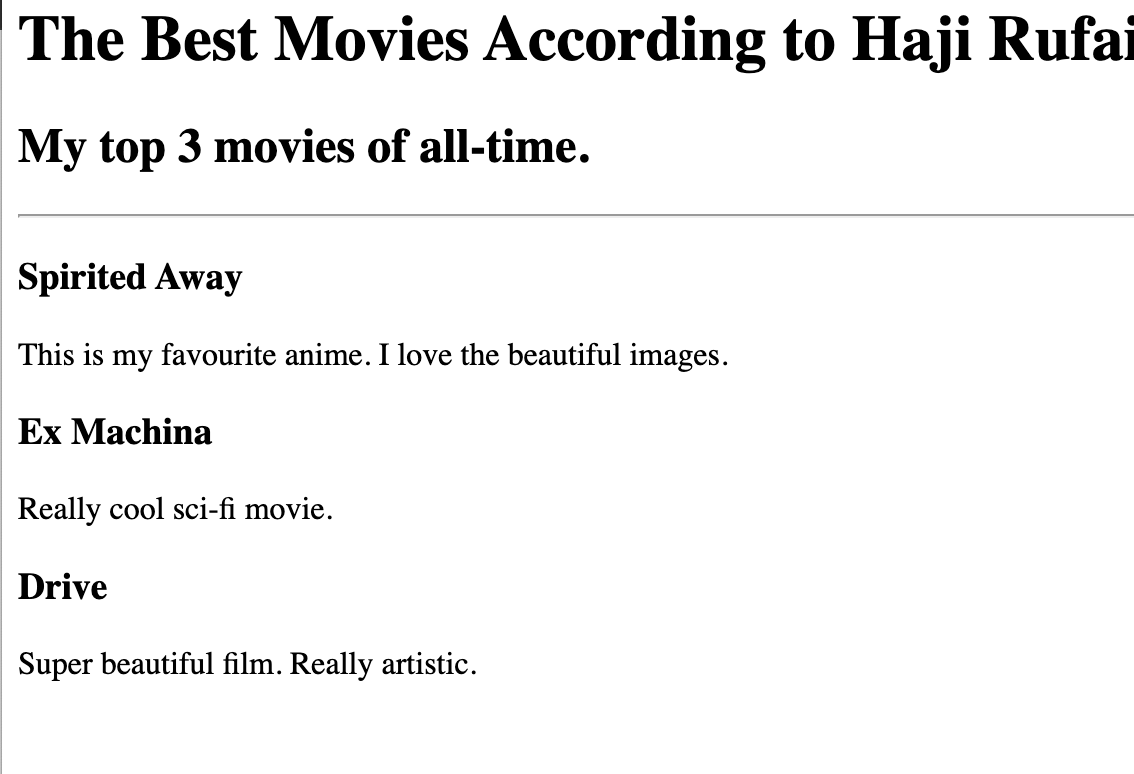 The Best Movies According to Haji Rufai
My top 3 movies of all-time.
Spirited Away
This is my favourite anime. I love the beautiful images.
Ex Machina
Really cool sci-fi movie.
Drive
Super beautiful film. Really artistic.